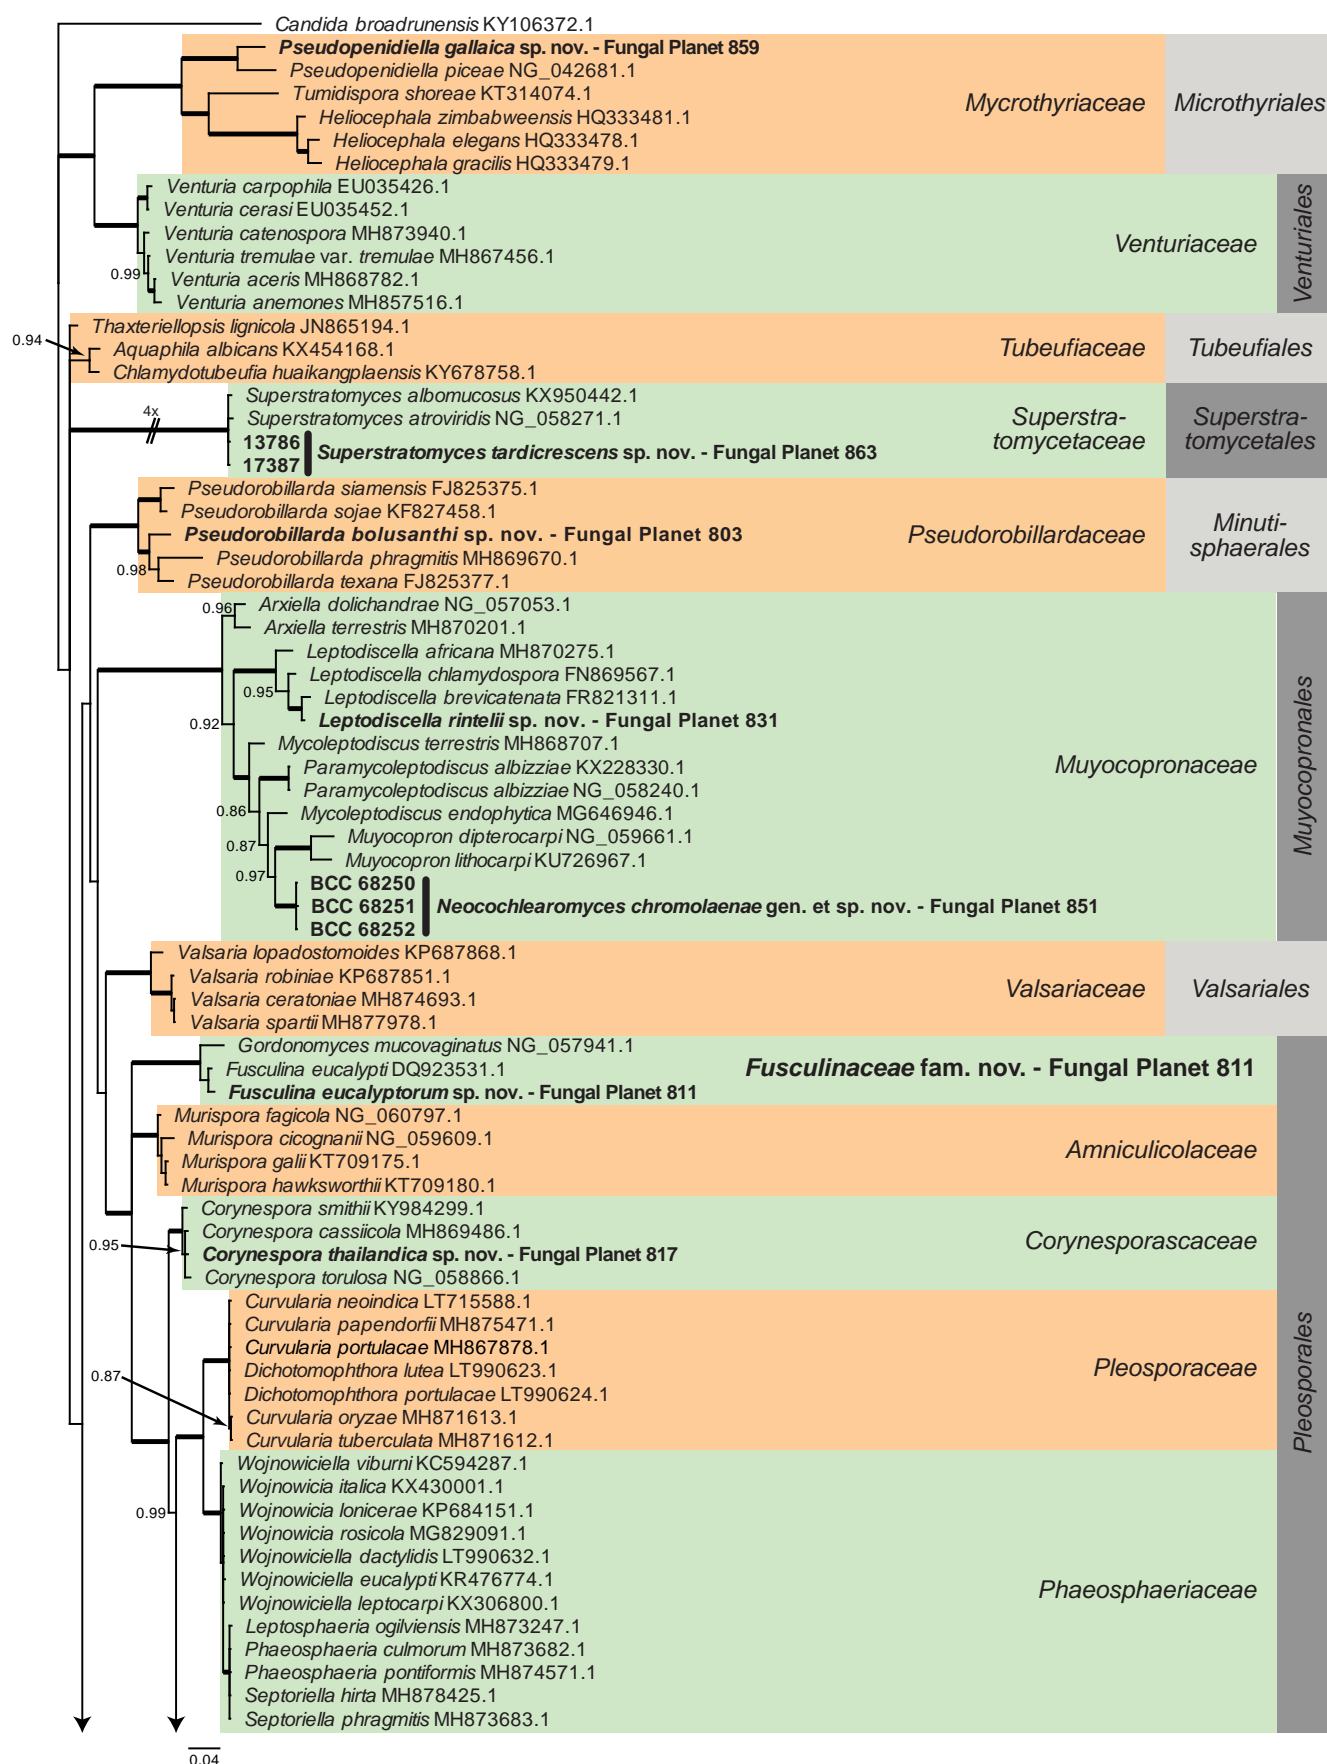 Candida broadrunensis KY106372.1
Pseudopenidiella gallaica sp. nov. - Fungal Planet 859
Pseudopenidiella piceae NG_042681.1
Tumidispora shoreae KT314074.1
Heliocephala zimbabweensis HQ333481.1
Heliocephala elegans HQ333478.1
Heliocephala gracilis HQ333479.1
Mycrothyriaceae
Microthyriales
Venturia carpophila EU035426.1
Venturia cerasi EU035452.1
Venturia catenospora MH873940.1
Venturia tremulae var. tremulae MH867456.1
Venturia aceris MH868782.1
Venturia anemones MH857516.1
0.99
Venturiaceae
Venturiales
Thaxteriellopsis lignicola JN865194.1
Aquaphila albicans KX454168.1
Chlamydotubeufia huaikangplaensis KY678758.1
0.94
Tubeufiaceae
Tubeufiales
Superstratomyces albomucosus KX950442.1
Superstratomyces atroviridis NG_058271.1
13786
17387
Superstratomyces tardicrescens sp. nov. - Fungal Planet 863
4x
Superstra-
tomycetaceae
Superstra-
tomycetales
Pseudorobillarda siamensis FJ825375.1
Pseudorobillarda sojae KF827458.1
Pseudorobillarda bolusanthi sp. nov. - Fungal Planet 803
Pseudorobillarda phragmitis MH869670.1
Pseudorobillarda texana FJ825377.1
0.98
Pseudorobillardaceae
Minuti-
sphaerales
Arxiella dolichandrae NG_057053.1
Arxiella terrestris MH870201.1
Leptodiscella africana MH870275.1
Leptodiscella chlamydospora FN869567.1
Leptodiscella brevicatenata FR821311.1
Leptodiscella rintelii sp. nov. - Fungal Planet 831
Mycoleptodiscus terrestris MH868707.1
Paramycoleptodiscus albizziae KX228330.1
Paramycoleptodiscus albizziae NG_058240.1
Mycoleptodiscus endophytica MG646946.1
Muyocopron dipterocarpi NG_059661.1
Muyocopron lithocarpi KU726967.1
BCC 68250
BCC 68251
BCC 68252
Neocochlearomyces chromolaenae gen. et sp. nov. - Fungal Planet 851
0.96
0.95
0.92
0.86
0.87
0.97
Muyocopronaceae
Muyocopronales
Valsaria lopadostomoides KP687868.1
Valsaria robiniae KP687851.1
Valsaria ceratoniae MH874693.1
Valsaria spartii MH877978.1
Valsariaceae
Valsariales
Gordonomyces mucovaginatus NG_057941.1
Fusculina eucalypti DQ923531.1
Fusculina eucalyptorum sp. nov. - Fungal Planet 811
Fusculinaceae fam. nov. - Fungal Planet 811
Murispora fagicola NG_060797.1
Murispora cicognanii NG_059609.1
Murispora galii KT709175.1
Murispora hawksworthii KT709180.1
Amniculicolaceae
Corynespora smithii KY984299.1
Corynespora cassiicola MH869486.1
Corynespora thailandica sp. nov. - Fungal Planet 817
Corynespora torulosa NG_058866.1
0.95
Corynesporascaceae
Curvularia neoindica LT715588.1
Curvularia papendorfii MH875471.1
Curvularia portulacae MH867878.1
Dichotomophthora lutea LT990623.1
Dichotomophthora portulacae LT990624.1
Curvularia oryzae MH871613.1
Curvularia tuberculata MH871612.1
0.87
Pleosporaceae
Pleosporales
Wojnowiciella viburni KC594287.1
Wojnowicia italica KX430001.1
Wojnowicia lonicerae KP684151.1
Wojnowicia rosicola MG829091.1
Wojnowiciella dactylidis LT990632.1
Wojnowiciella eucalypti KR476774.1
Wojnowiciella leptocarpi KX306800.1
Leptosphaeria ogilviensis MH873247.1
Phaeosphaeria culmorum MH873682.1
Phaeosphaeria pontiformis MH874571.1
Septoriella hirta MH878425.1
Septoriella phragmitis MH873683.1
0.99
Phaeosphaeriaceae
0.04